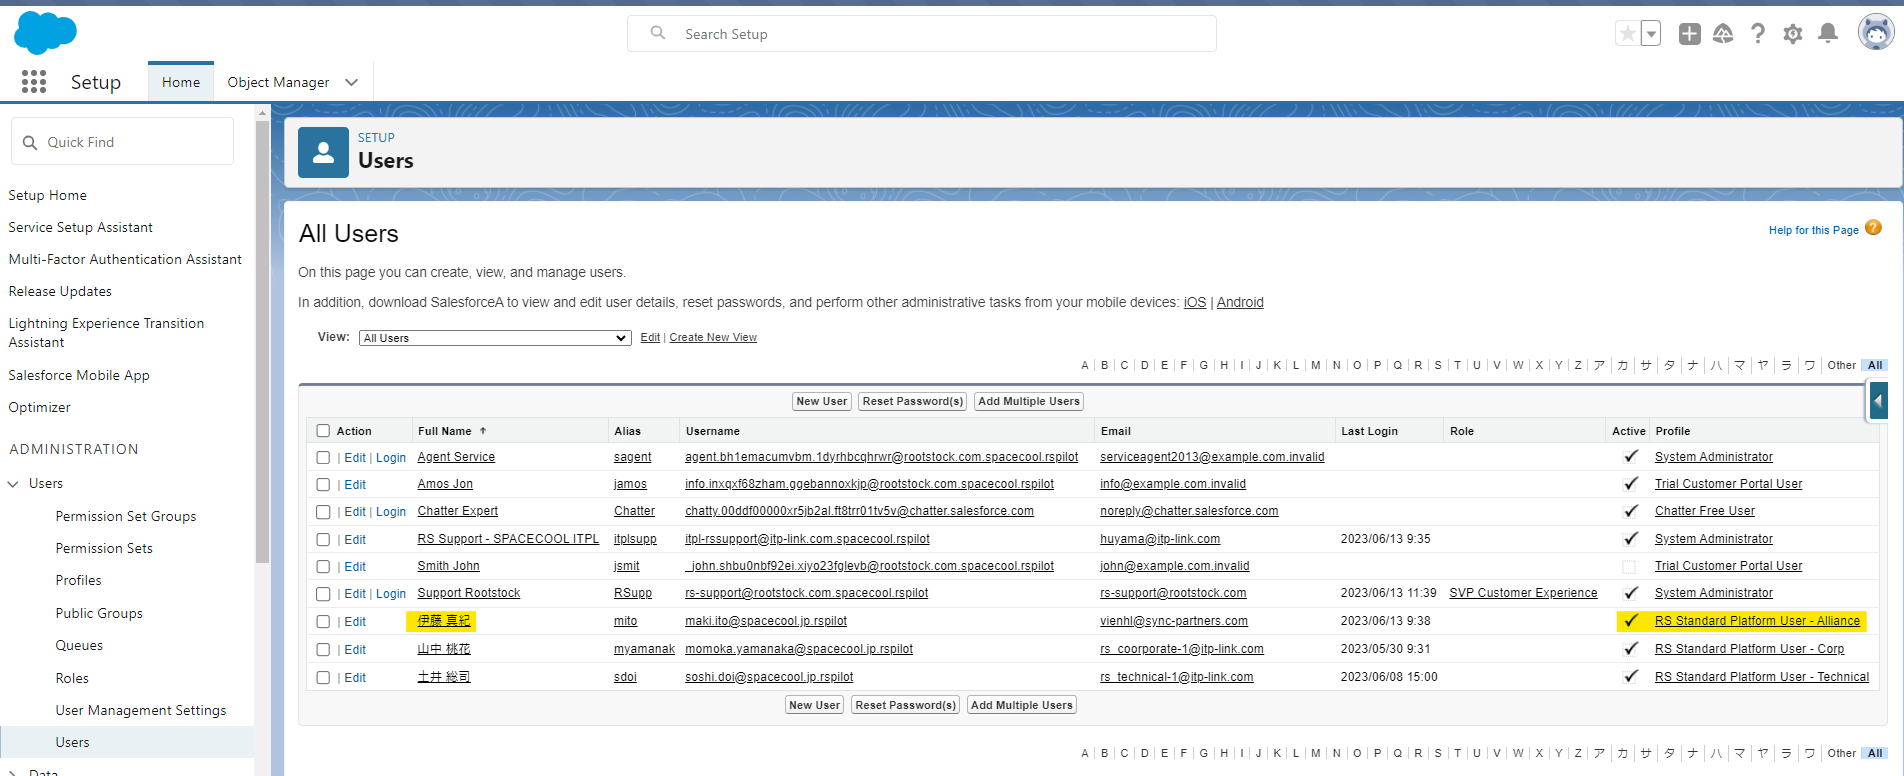 Search Setup
Setup
Home
Object Manager
Quick Find
Setup Home
Service Setup Assistant
Multi-Factor Authentication Assistant
Release Updates
Lightning Experience Transition
Assistant
Salesforce Mobile App
Optimizer
ADMINISTRATION
Users
Permission Set Groups
Permission Sets
Profiles
Public Groups
Queues
Roles
User Management Settings
Users
Data
SETUP
Users
All Users
Help for this Page ?
On this page you can create, view, and manage users.
In addition, download SalesforceA to view and edit user details, reset passwords, and perform other administrative tasks from your mobile devices: iOS | Android
View: All Users Edit | Create New View
A | B | C | D | E | F | G | H | I | J | K | L | M | N | O | P | Q | R | S | T | U | V | W | X | Y | Z | ア | カ | サ | タ | ナ | ハ | マ | ヤ | ラ | ワ | Other All
New User Reset Password(s) Add Multiple Users
Action Full Name ↑ Alias Username Email Last Login Role Active Profile
| Edit | Login Agent Service sagent agent.bh1emacumvbm.1dyrhbcqhrwr@rootstock.com.spacecool.rspilot serviceagent2013@example.com.invalid System Administrator
| Edit Amos Jon jamos info.inxqxf68zham.ggebannoxkjp@rootstock.com.spacecool.rspilot info@example.com.invalid Trial Customer Portal User
| Edit | Login Chatter Expert Chatter chatty.00ddf00000xr5jb2al.ft8trr01tv5v@chatter.salesforce.com noreply@chatter.salesforce.com Chatter Free User
| Edit RS Support - SPACECOOL ITPL itplsupp itpl-rssupport@itp-link.com.spacecool.rspilot huyama@itp-link.com 2023/06/13 9:35 System Administrator
| Edit Smith John jsmit _john.shbu0nbf92ei.xiyo23fglevb@rootstock.com.spacecool.rspilot john@example.com.invalid Trial Customer Portal User
| Edit | Login Support Rootstock RSupp rs-support@rootstock.com.spacecool.rspilot rs-support@rootstock.com 2023/06/13 11:39 SVP Customer Experience System Administrator
| Edit 伊藤 真紀 mito maki.ito@spacecool.jp.rspilot vienhl@sync-partners.com 2023/06/13 9:38 RS Standard Platform User - Alliance
| Edit 山中 桃花 myamanak momoka.yamanaka@spacecool.jp.rspilot rs_coorporate-1@itp-link.com 2023/05/30 9:31 RS Standard Platform User - Corp
| Edit 土井 総司 sdoi soshi.doi@spacecool.jp.rspilot rs_technical-1@itp-link.com 2023/06/08 15:00 RS Standard Platform User - Technical
New User Reset Password(s) Add Multiple Users
A | B | C | D | E | F | G | H | I | J | K | L | M | N | O | P | Q | R | S | T | U | V | W | X | Y | Z | ア | カ | サ | タ | ナ | ハ | マ | ヤ | ラ | ワ | Other All